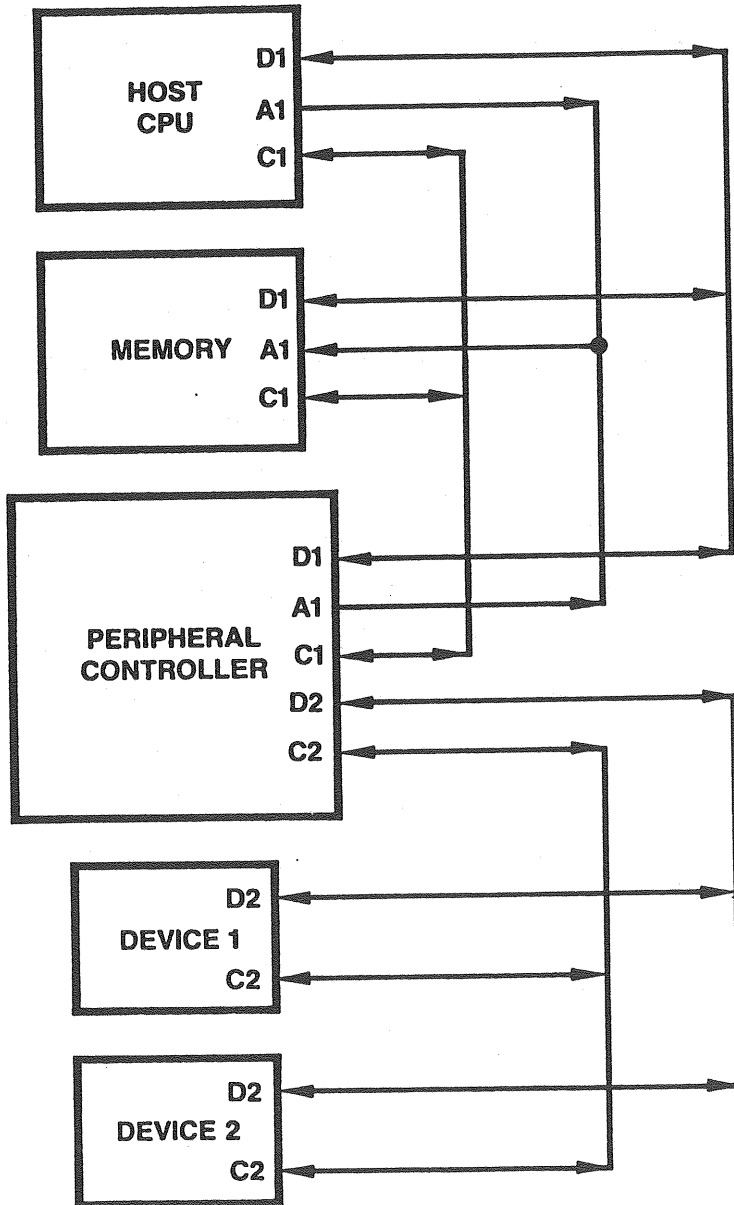 HOST
CPU
D1
A1
C1
MEMORY
D1
A1
C1
PERIPHERAL
CONTROLLER
D1
A1
C1
D2
C2
DEVICE 1
D2
C2
DEVICE 2
D2
C2